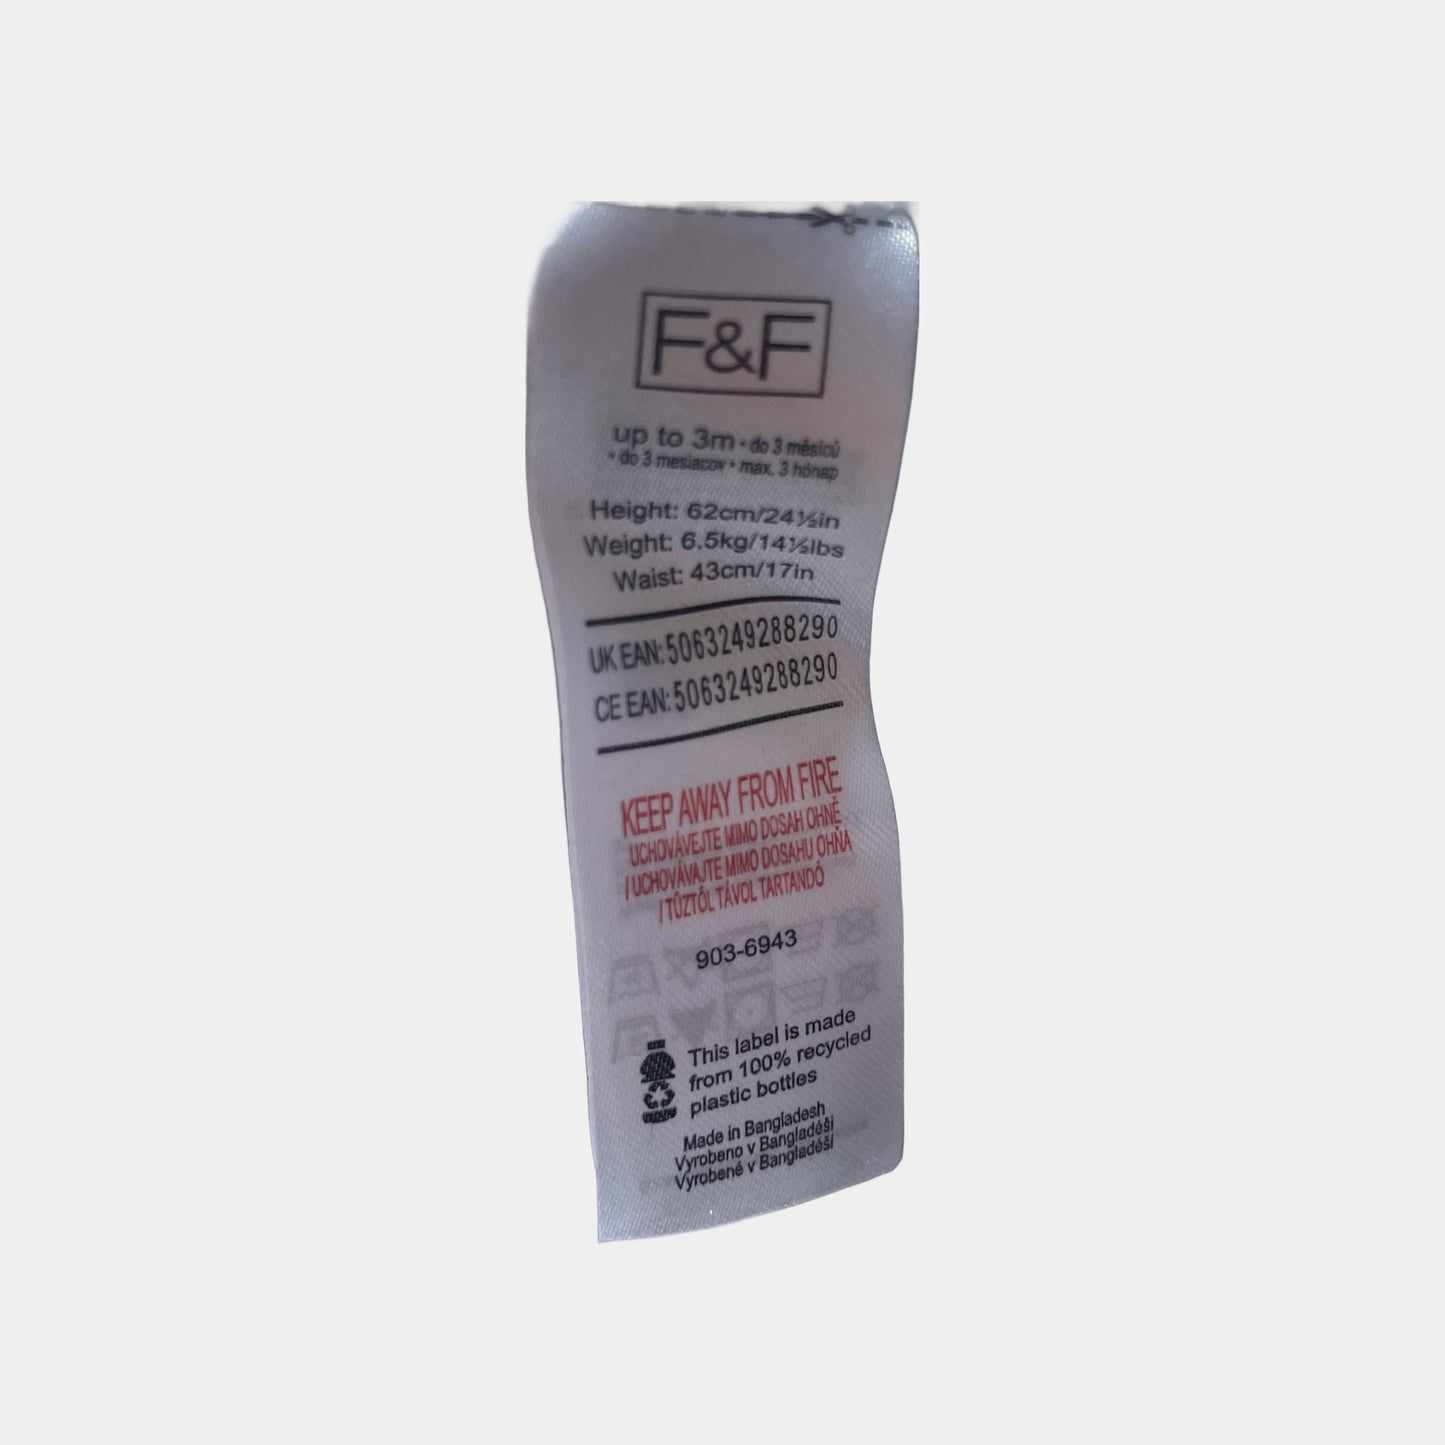 F&F
up to 3m • do 3 měsíců
• do 3 mesiacov • max. 3 hónap
Height: 62cm/24½in
Weight: 6.5kg/14½lbs
Waist: 43cm/17in
UK EAN: 5063249288290
CE EAN: 5063249288290
KEEP AWAY FROM FIRE
UCHOVÁVEJTE MIMO DOSAH OHNĚ
/ UCHOVÁVAJTE MIMO DOSAHU OHŇA
/ TŰZTŐL TÁVOL TARTANDÓ
903-6943
This label is made
from 100% recycled
plastic bottles
Made in Bangladesh
Vyrobeno v Bangladéši
Vyrobené v Bangladéši